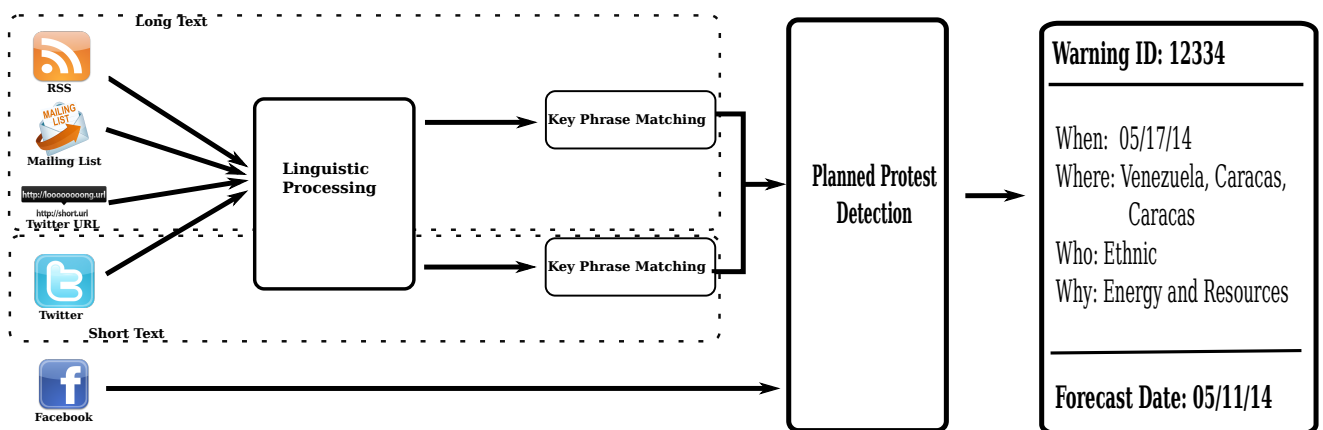 Long Text
RSS
MAILING
LIST
Mailing List
http://loooooooong.url
http://short.url
Twitter URL
Twitter
Short Text
Facebook
Linguistic
Processing
Key Phrase Matching
Key Phrase Matching
Planned Protest
Detection
Warning ID: 12334
When: 05/17/14
Where: Venezuela, Caracas,
Caracas
Who: Ethnic
Why: Energy and Resources
Forecast Date: 05/11/14